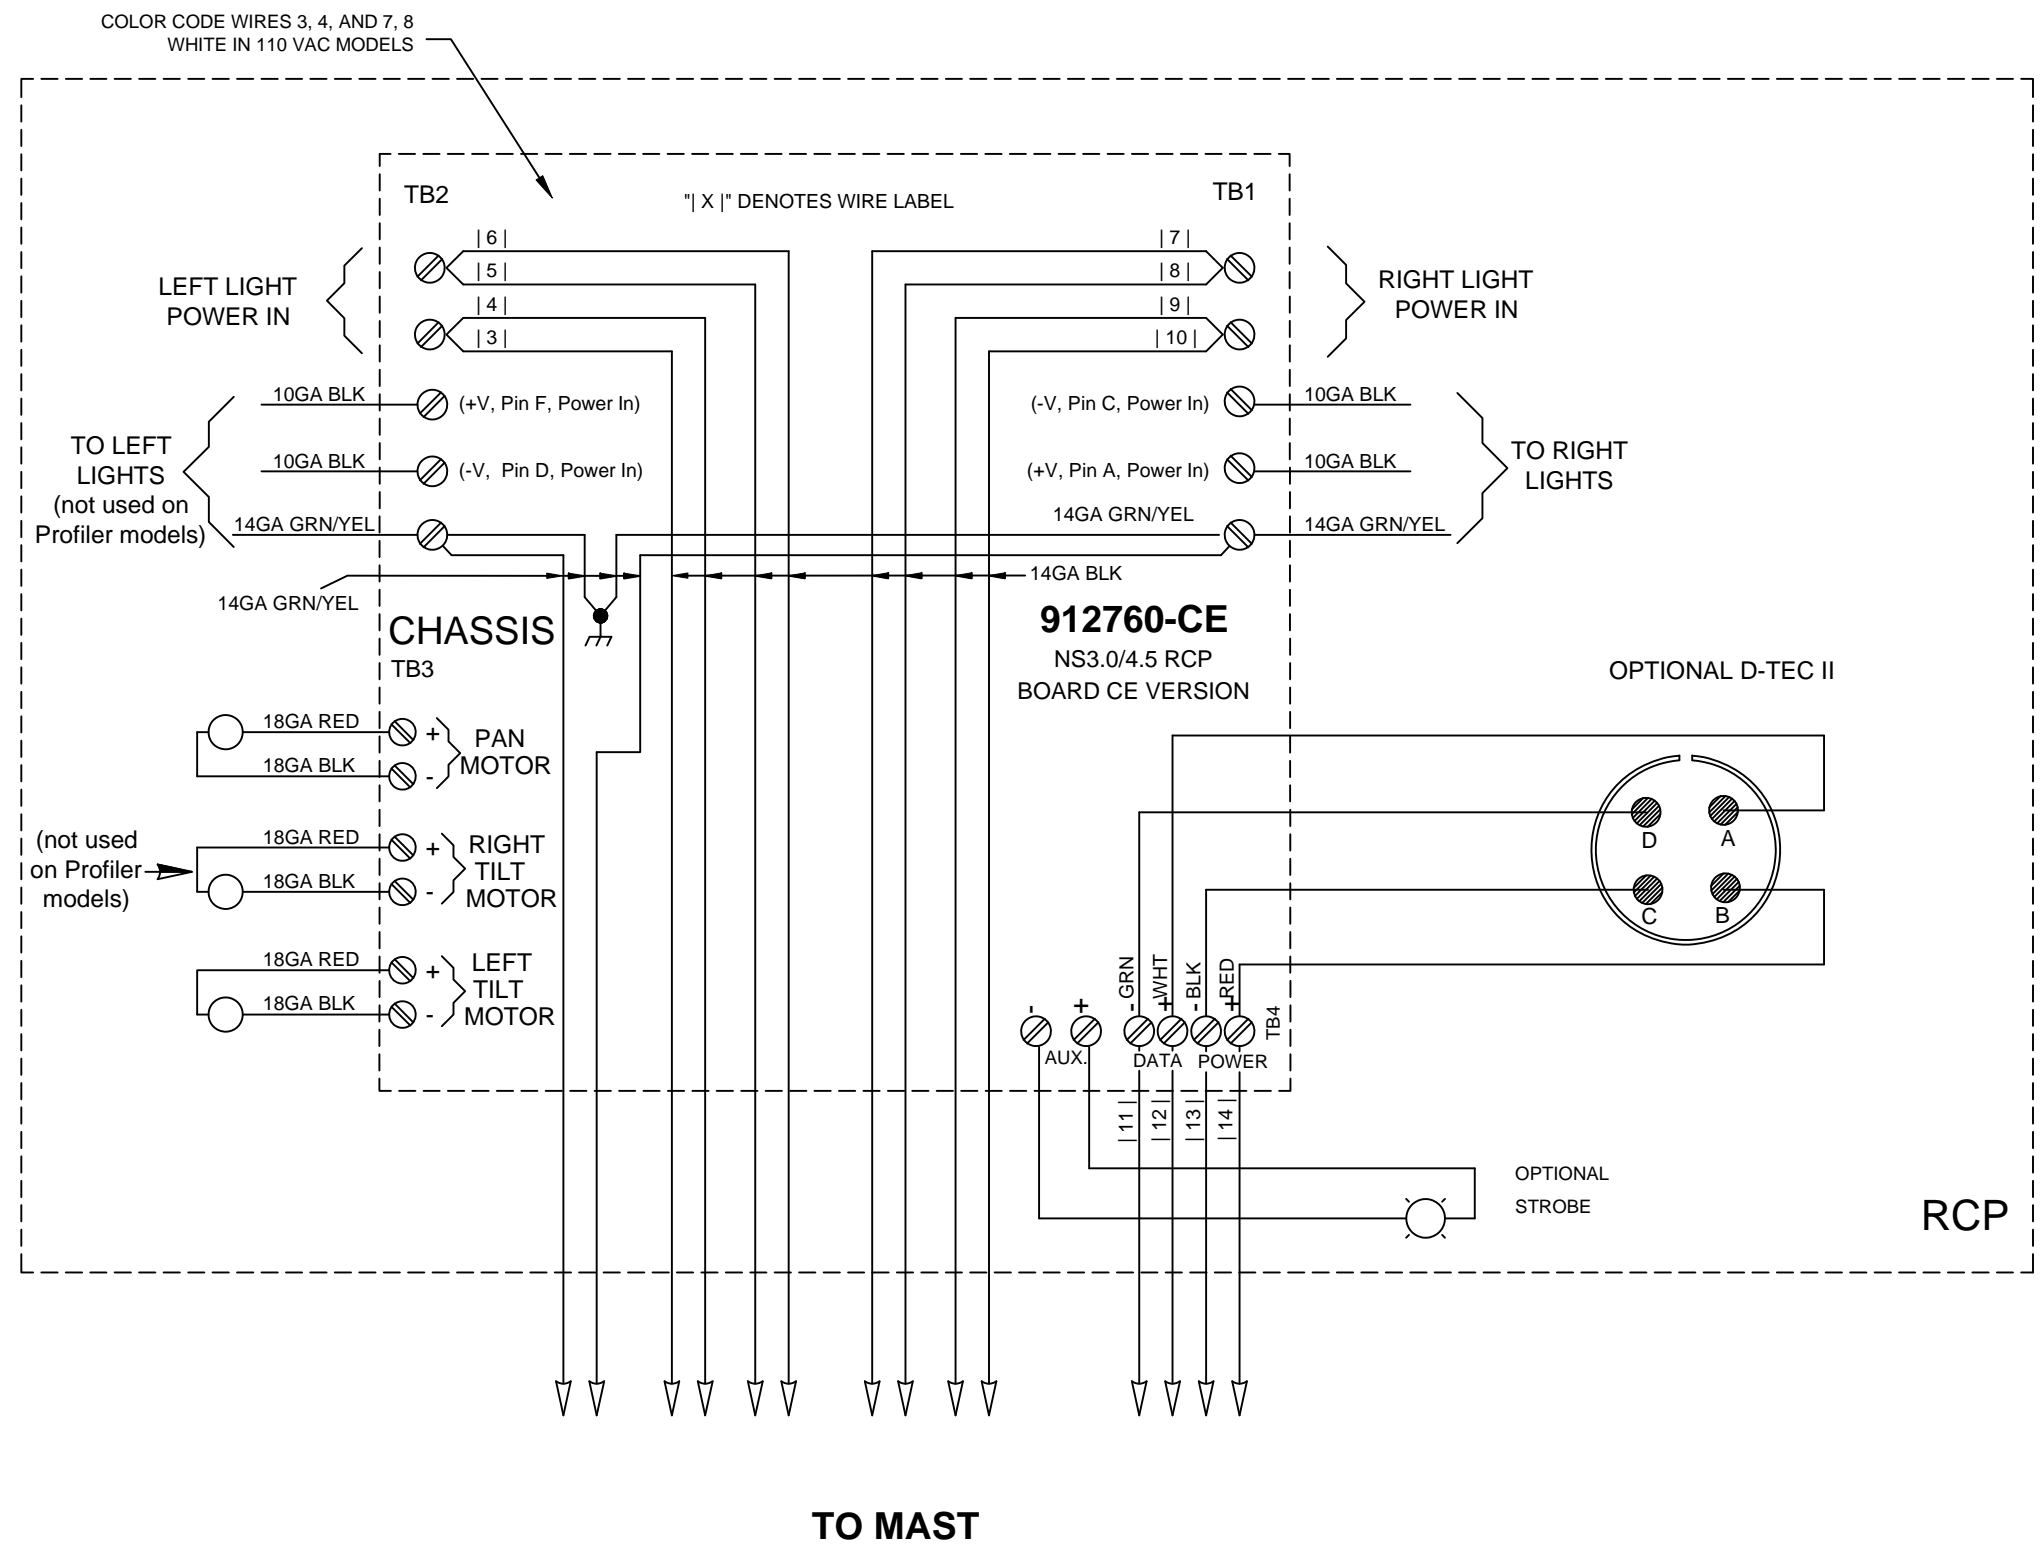 COLOR CODE WIRES 3, 4, AND 7, 8
WHITE IN 110 VAC MODELS
TB2
"| X |" DENOTES WIRE LABEL
TB1
| 6 |
| 5 |
| 4 |
| 3 |
| 7 |
| 8 |
| 9 |
| 10 |
LEFT LIGHT
POWER IN
RIGHT LIGHT
POWER IN
10GA BLK
(+V, Pin F, Power In)
(-V, Pin C, Power In)
10GA BLK
TO LEFT
LIGHTS
(not used on
Profiler models)
10GA BLK
(-V, Pin D, Power In)
(+V, Pin A, Power In)
10GA BLK
TO RIGHT
LIGHTS
14GA GRN/YEL
14GA GRN/YEL
14GA GRN/YEL
14GA GRN/YEL
14GA BLK
CHASSIS
TB3
912760-CE
NS3.0/4.5 RCP
BOARD CE VERSION
OPTIONAL D-TEC II
18GA RED
+
18GA BLK
-
PAN
MOTOR
(not used
on Profiler
models)
18GA RED
+
18GA BLK
-
RIGHT
TILT
MOTOR
18GA RED
+
18GA BLK
-
LEFT
TILT
MOTOR
D
A
C
B
GRN
WHT
BLK
RED
-
+
-
+
-
+
TB4
AUX.
DATA
POWER
| 11 |
| 12 |
| 13 |
| 14 |
OPTIONAL
STROBE
RCP
TO MAST